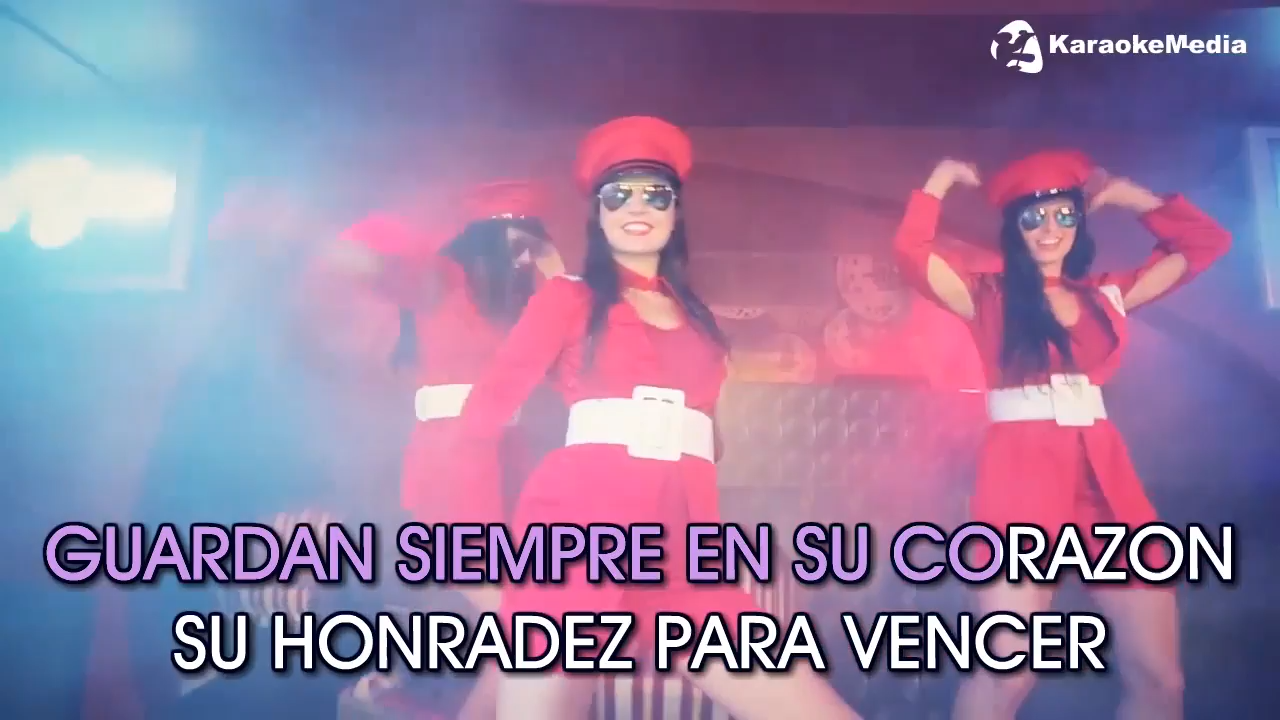 KaraokeMedia
GUARDAN SIEMPRE EN SU CORAZON
SU HONRADEZ PARA VENCER